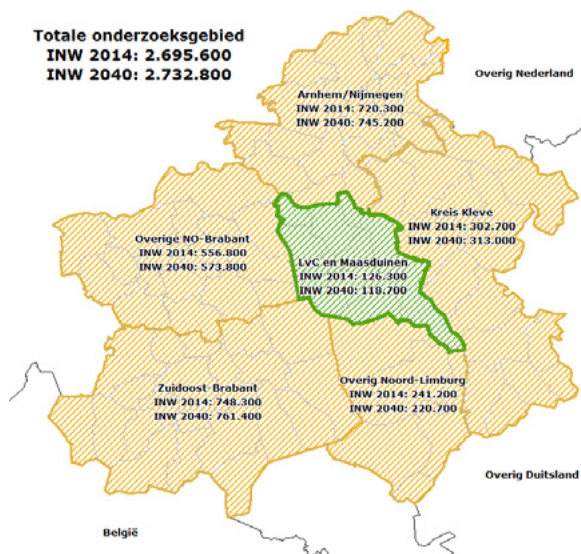 Totale onderzoeksgebied
INW 2014: 2.695.600
INW 2040: 2.732.800
Overig Nederland
Arnhem/Nijmegen
INW 2014: 720.300
INW 2040: 745.200
Kreis Kleve
INW 2014: 302.700
INW 2040: 313.000
Overige NO-Brabant
INW 2014: 556.800
INW 2040: 573.800
LvC en Maasduinen
INW 2014: 126.300
INW 2040: 118.700
Zuidoost-Brabant
INW 2014: 748.300
INW 2040: 761.400
Overig Noord-Limburg
INW 2014: 241.200
INW 2040: 220.700
Overig Duitsland
België